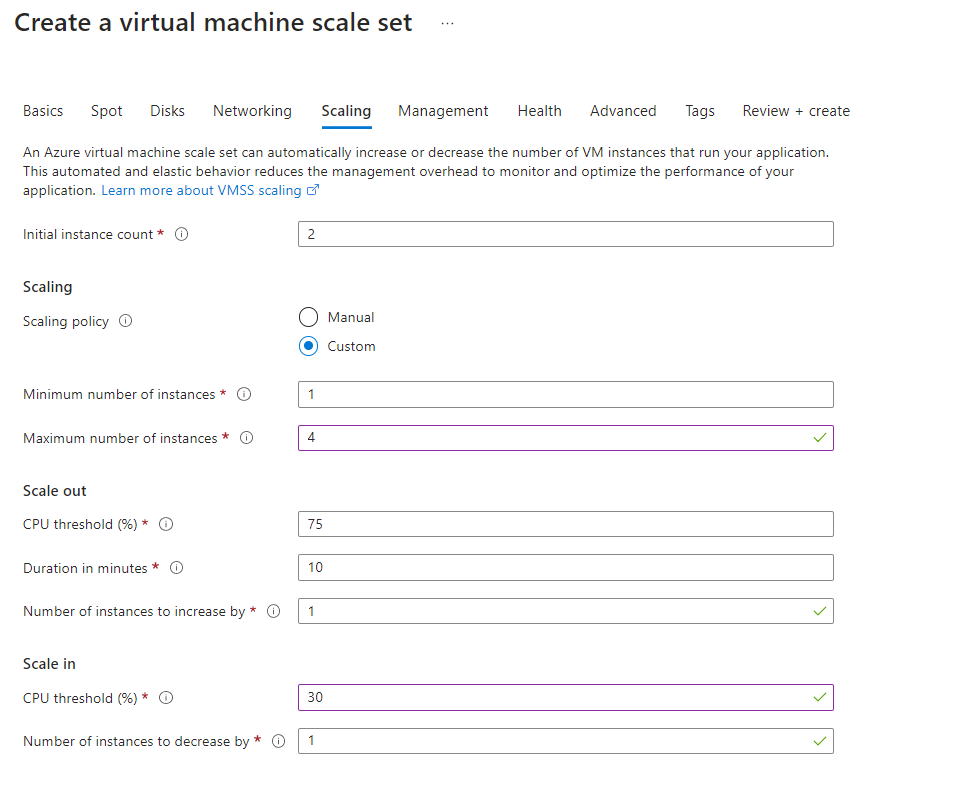 Create a virtual machine scale set ...
Basics Spot Disks Networking Scaling Management Health Advanced Tags Review + create
An Azure virtual machine scale set can automatically increase or decrease the number of VM instances that run your application.
This automated and elastic behavior reduces the management overhead to monitor and optimize the performance of your
application. Learn more about VMSS scaling
Initial instance count * 2
Scaling
Scaling policy Manual
Custom
Minimum number of instances * 1
Maximum number of instances * 4
Scale out
CPU threshold (%) * 75
Duration in minutes * 10
Number of instances to increase by * 1
Scale in
CPU threshold (%) * 30
Number of instances to decrease by * 1